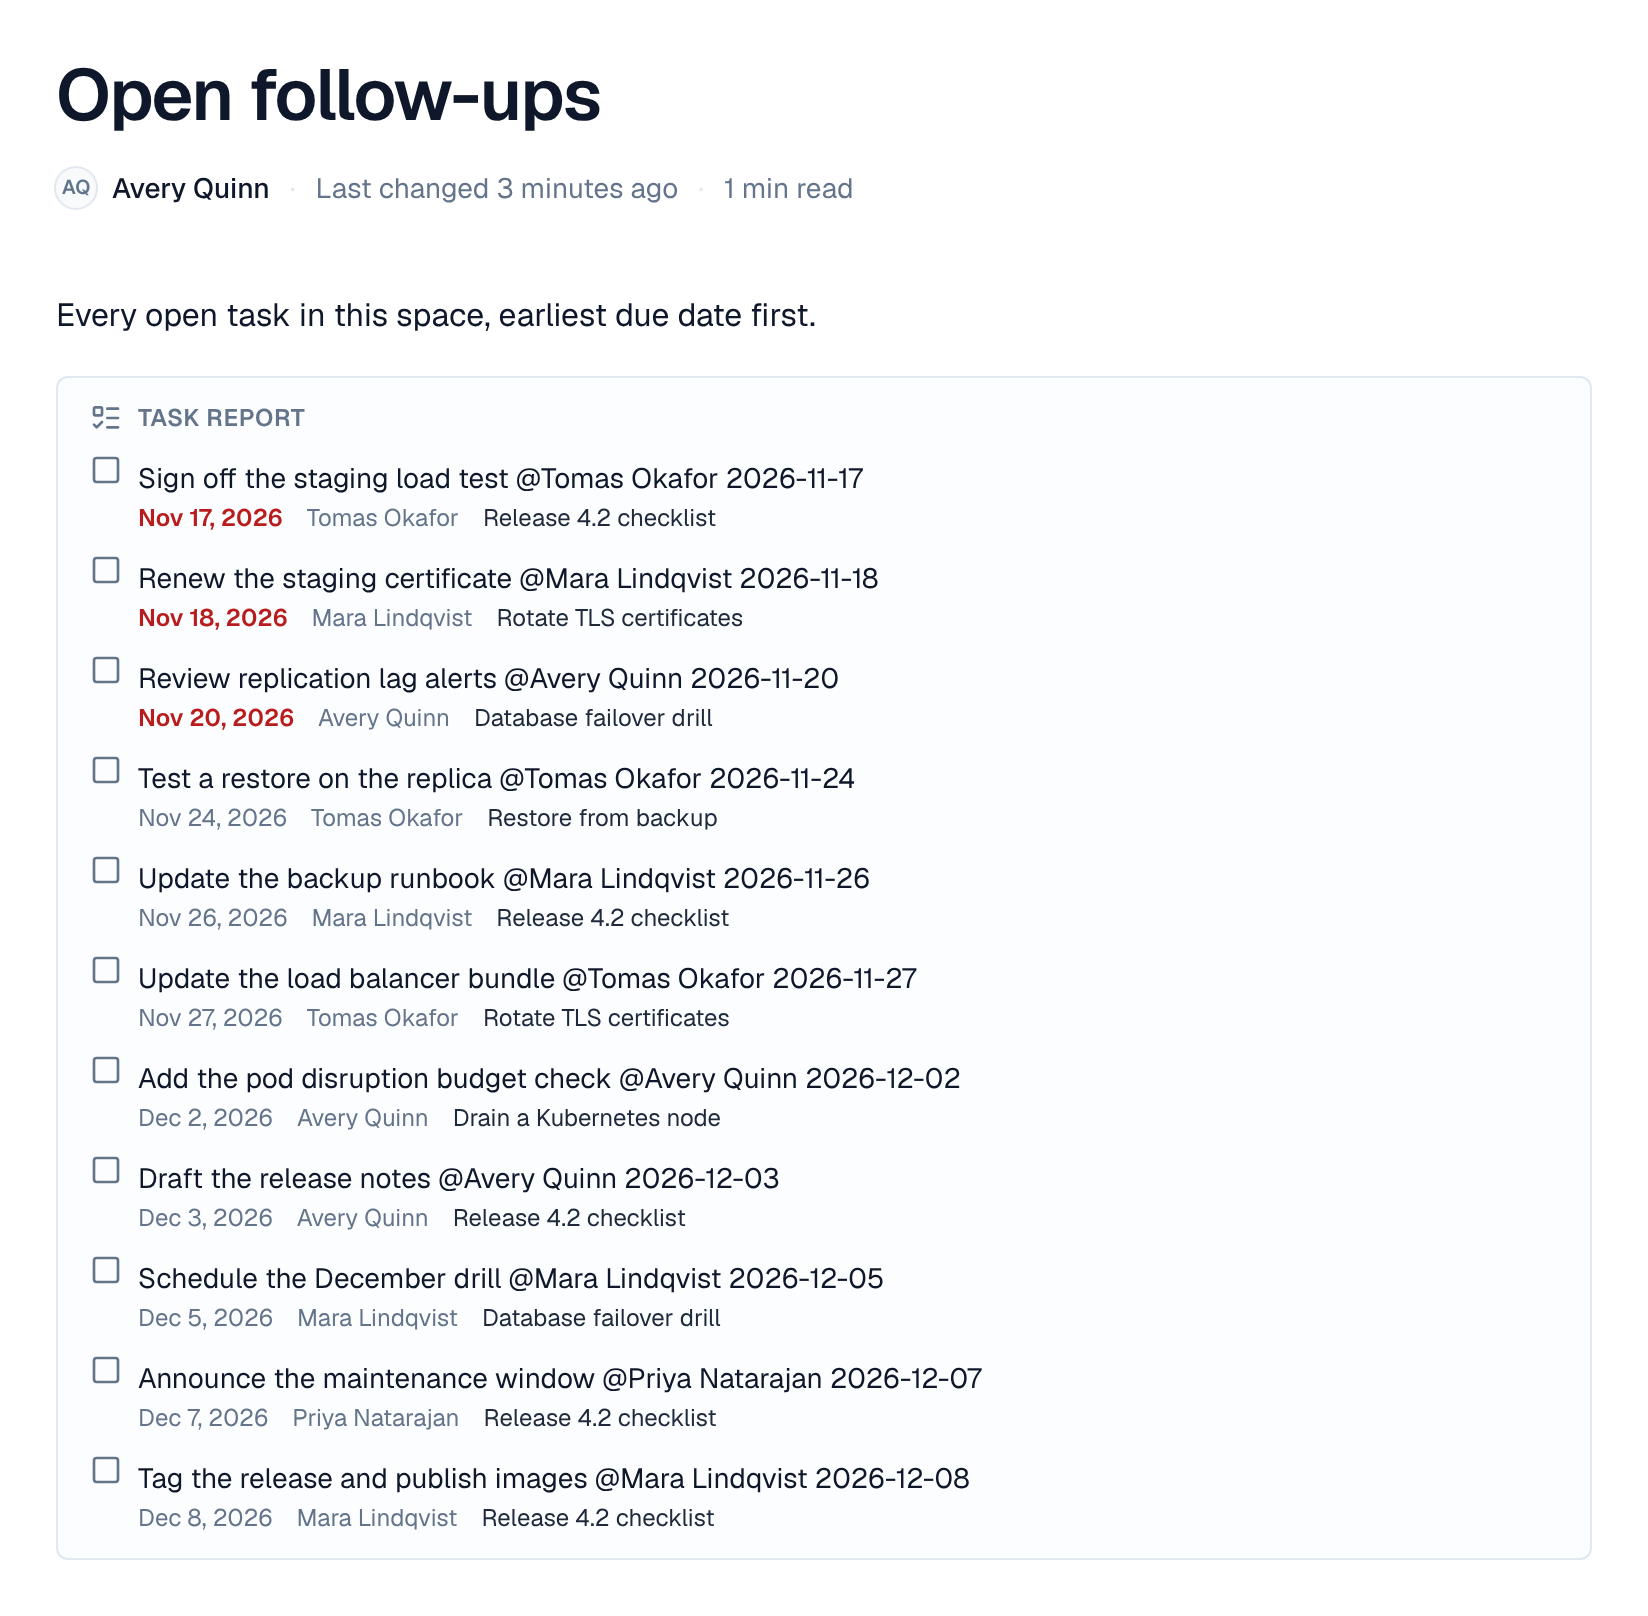 Open follow-ups
AQ Avery Quinn · Last changed 3 minutes ago · 1 min read
Every open task in this space, earliest due date first.
TASK REPORT
Sign off the staging load test @Tomas Okafor 2026-11-17
Nov 17, 2026 Tomas Okafor Release 4.2 checklist
Renew the staging certificate @Mara Lindqvist 2026-11-18
Nov 18, 2026 Mara Lindqvist Rotate TLS certificates
Review replication lag alerts @Avery Quinn 2026-11-20
Nov 20, 2026 Avery Quinn Database failover drill
Test a restore on the replica @Tomas Okafor 2026-11-24
Nov 24, 2026 Tomas Okafor Restore from backup
Update the backup runbook @Mara Lindqvist 2026-11-26
Nov 26, 2026 Mara Lindqvist Release 4.2 checklist
Update the load balancer bundle @Tomas Okafor 2026-11-27
Nov 27, 2026 Tomas Okafor Rotate TLS certificates
Add the pod disruption budget check @Avery Quinn 2026-12-02
Dec 2, 2026 Avery Quinn Drain a Kubernetes node
Draft the release notes @Avery Quinn 2026-12-03
Dec 3, 2026 Avery Quinn Release 4.2 checklist
Schedule the December drill @Mara Lindqvist 2026-12-05
Dec 5, 2026 Mara Lindqvist Database failover drill
Announce the maintenance window @Priya Natarajan 2026-12-07
Dec 7, 2026 Priya Natarajan Release 4.2 checklist
Tag the release and publish images @Mara Lindqvist 2026-12-08
Dec 8, 2026 Mara Lindqvist Release 4.2 checklist